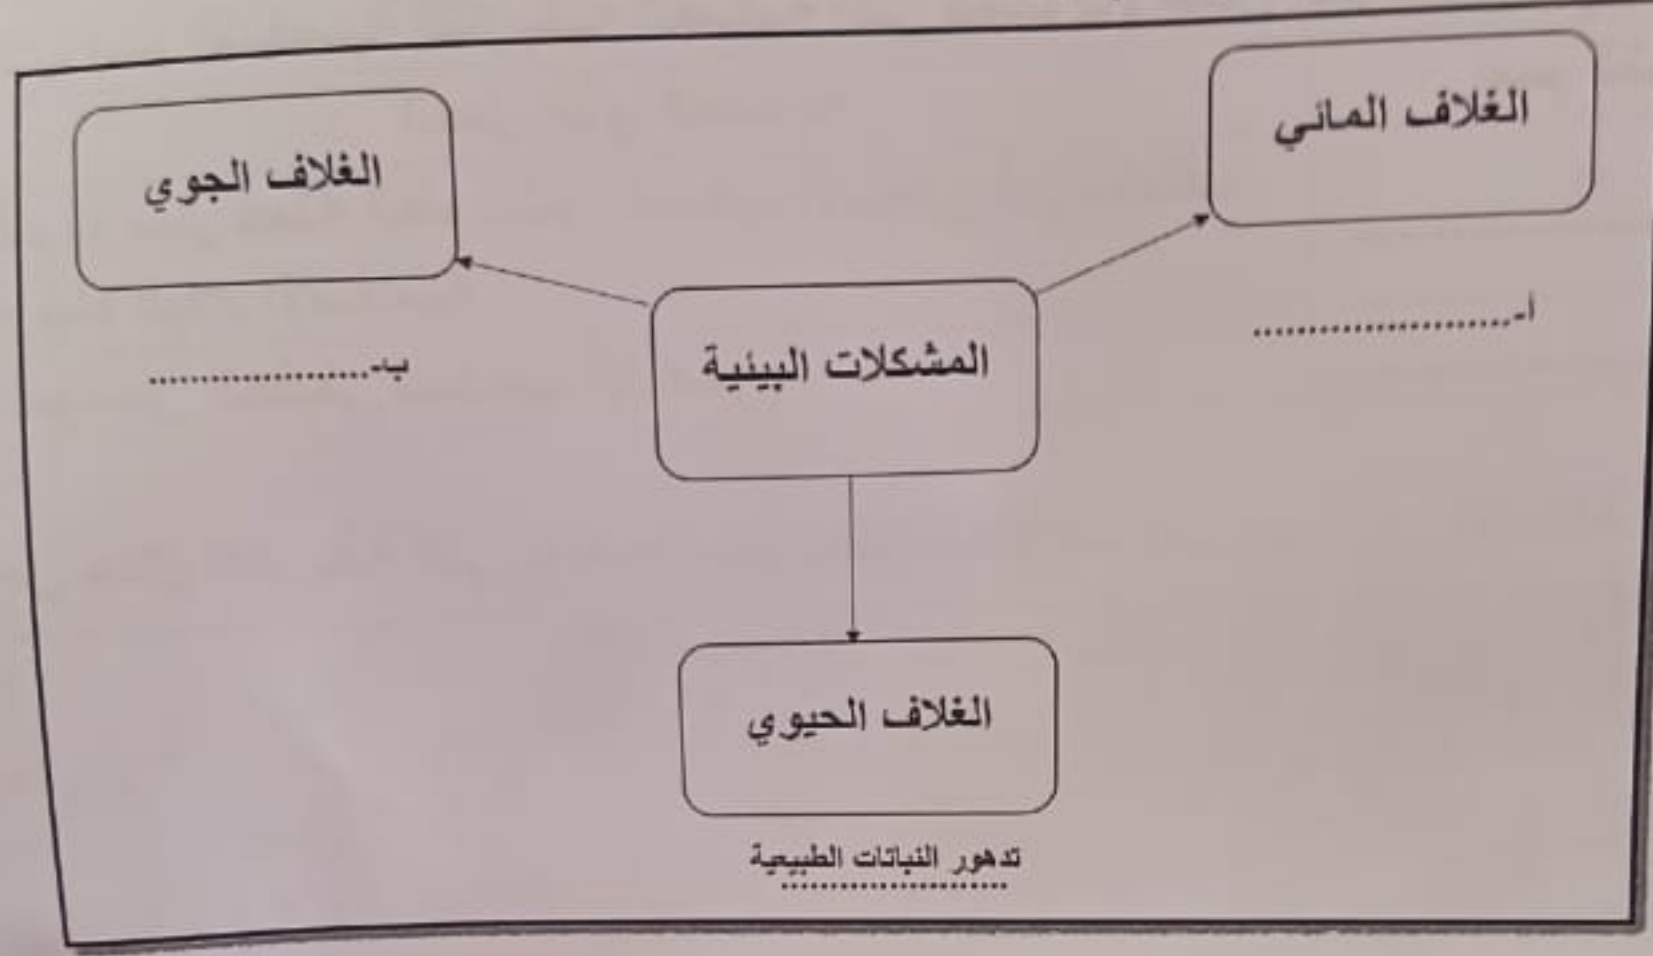 الغلاف المائي
الغلاف الجوي
أ-......................
المشكلات البيئية
ب-......................
الغلاف الحيوي
تدهور النباتات الطبيعية
......................